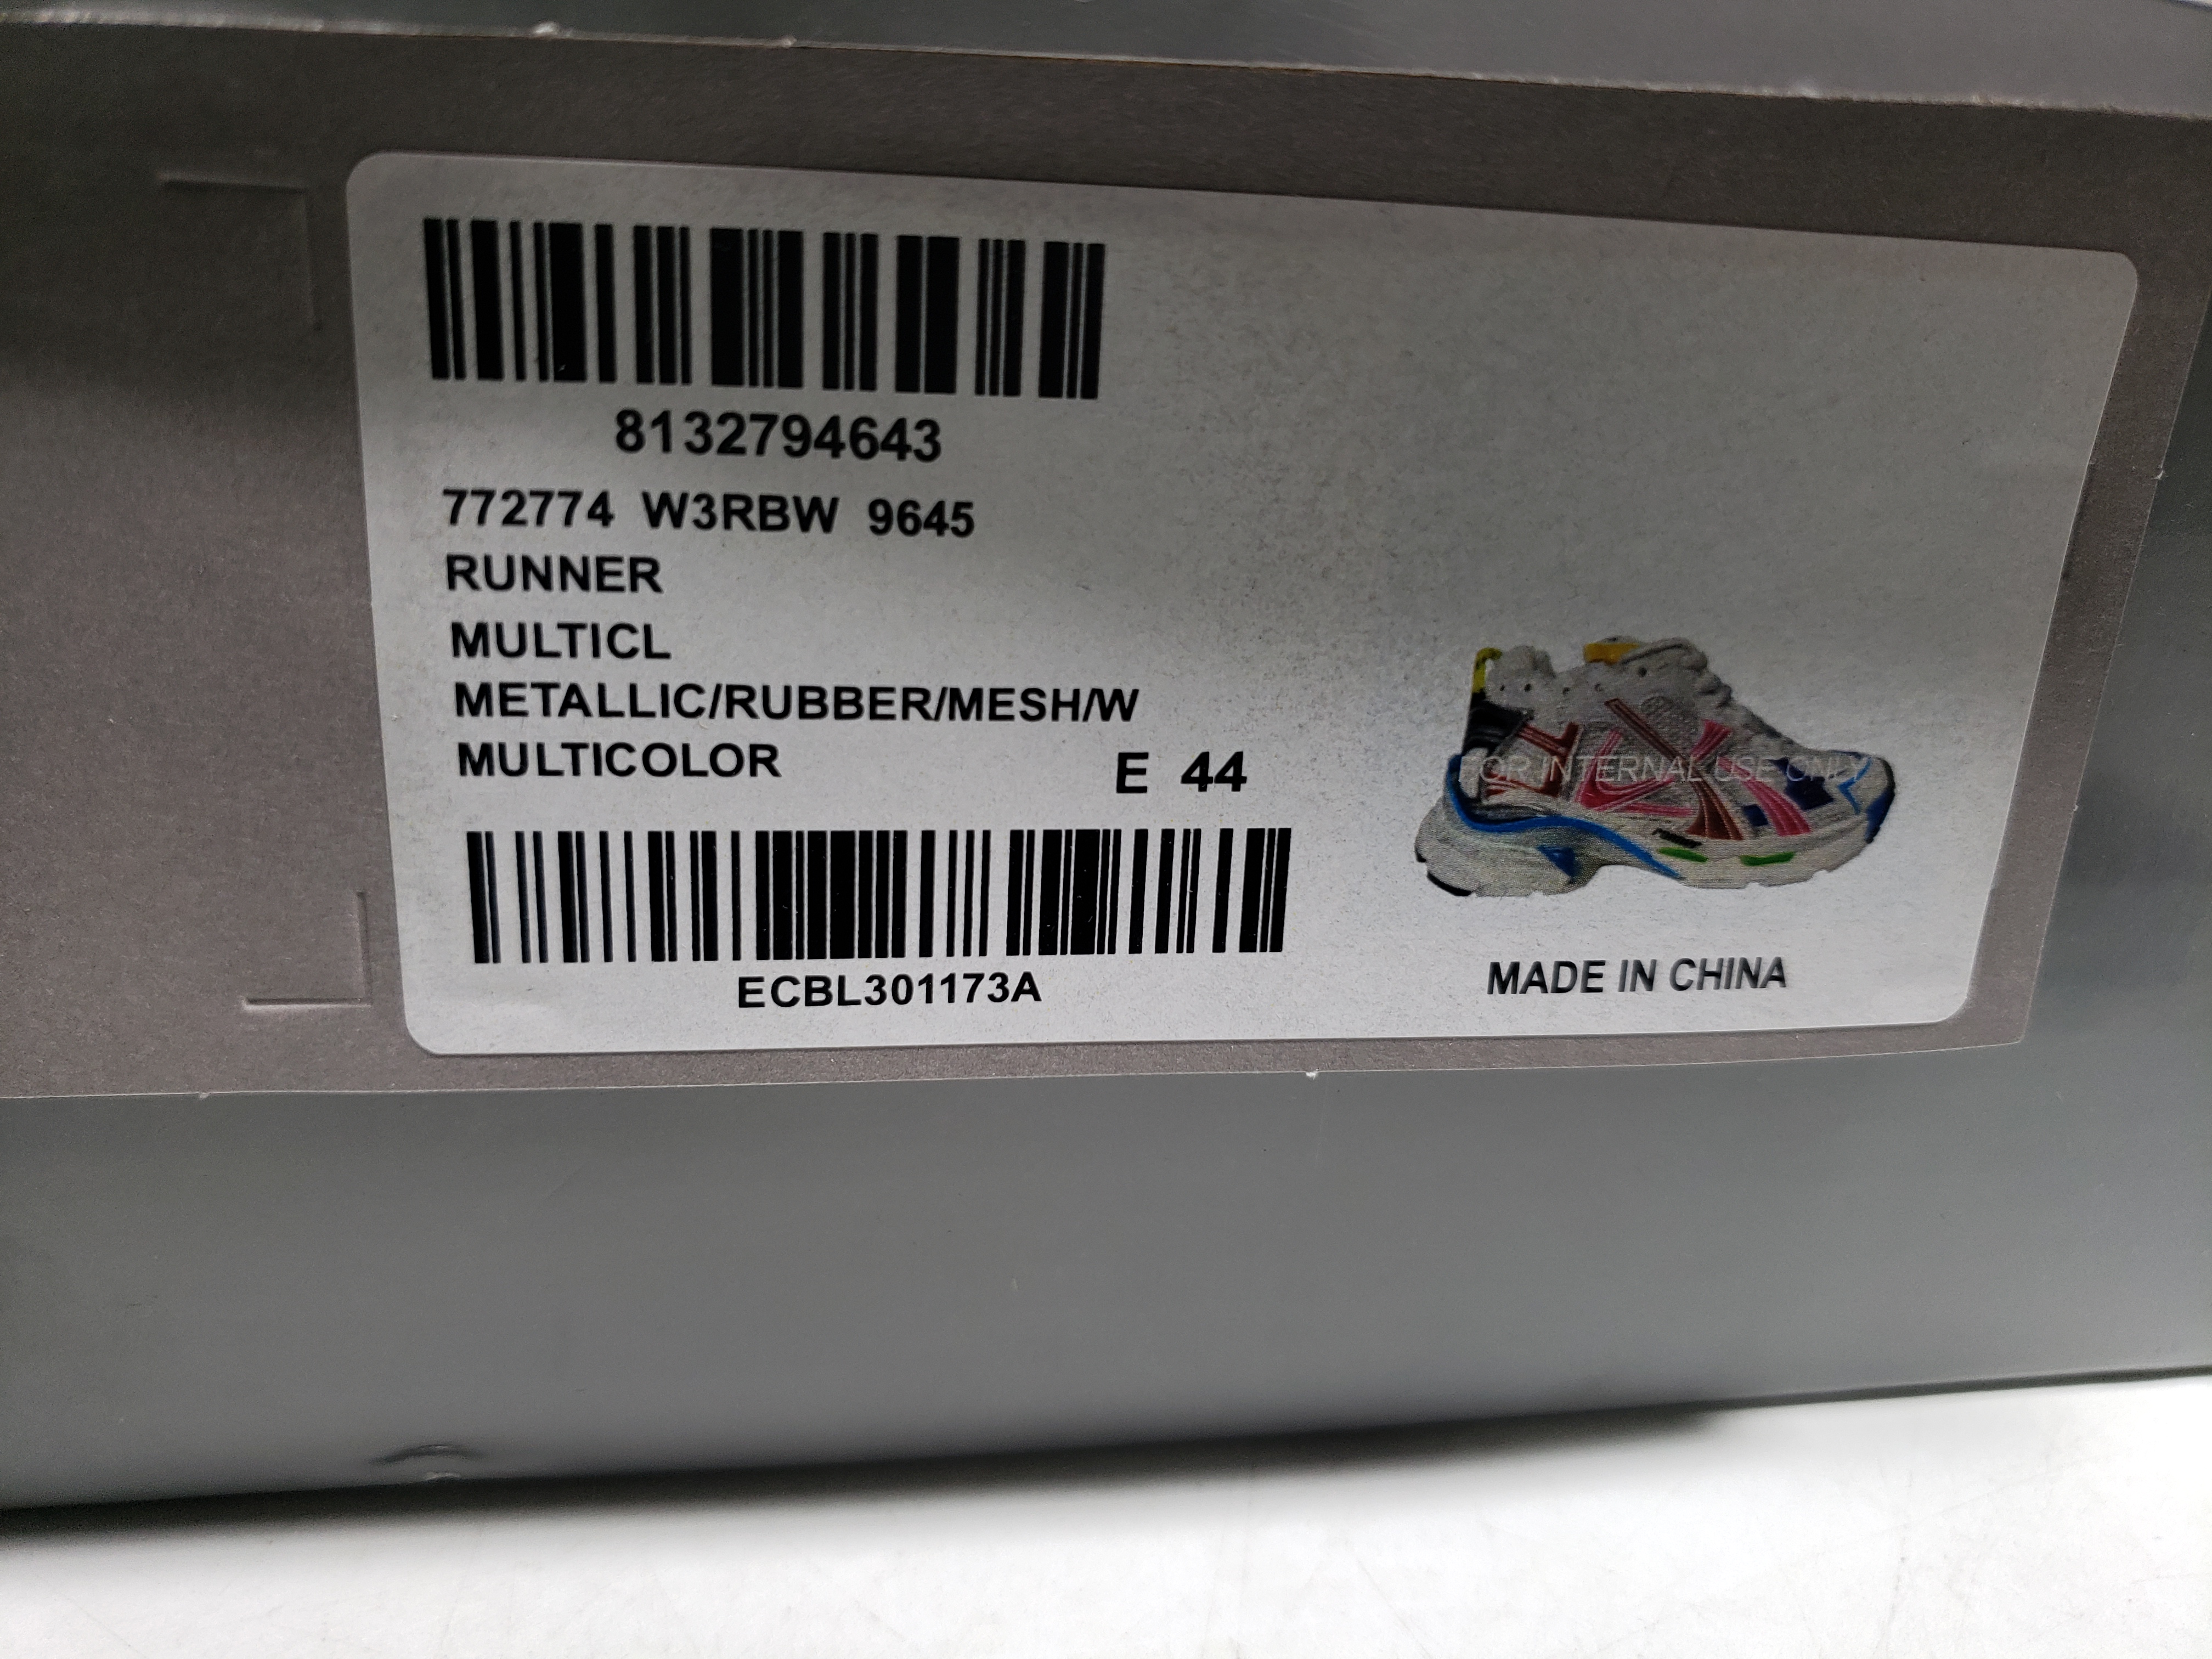 8132794643
772774 W3RBW 9645
RUNNER
MULTICL
METALLIC/RUBBER/MESH/W
MULTICOLOR E 44
FOR INTERNAL USE ONLY
ECBL301173A
MADE IN CHINA